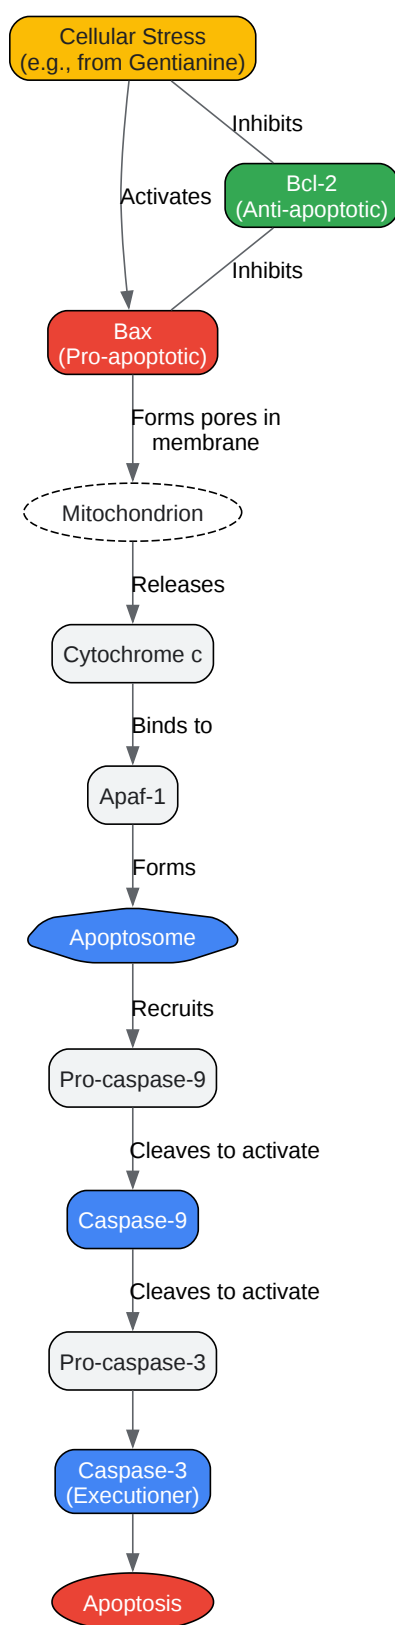 Cellular Stress
(e.g., from Gentianine)
Inhibits
Bcl-2
(Anti-apoptotic)
Activates
Inhibits
Bax
(Pro-apoptotic)
Forms pores in
membrane
Mitochondrion
Releases
Cytochrome c
Binds to
Apaf-1
Forms
Apoptosome
Recruits
Pro-caspase-9
Cleaves to activate
Caspase-9
Cleaves to activate
Pro-caspase-3
Caspase-3
(Executioner)
Apoptosis